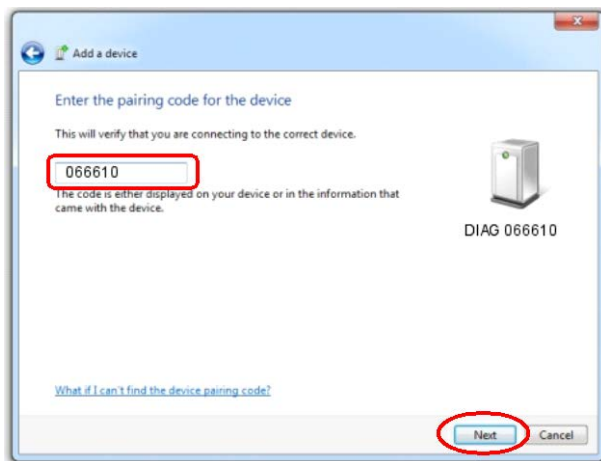 Add a device
Enter the pairing code for the device
This will verify that you are connecting to the correct device.
066610
The code is either displayed on your device or in the information that
came with the device.
DIAG 066610
What if I can't find the device pairing code?
Next Cancel